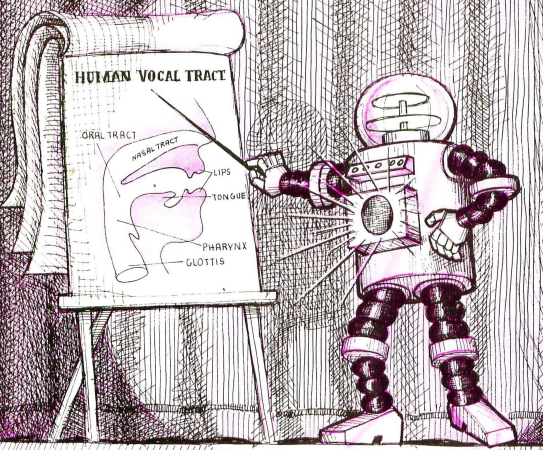 HUMAN VOCAL TRACT
ORAL TRACT
NASAL TRACT
LIPS
TONGUE
PHARYNX
GLOTTIS